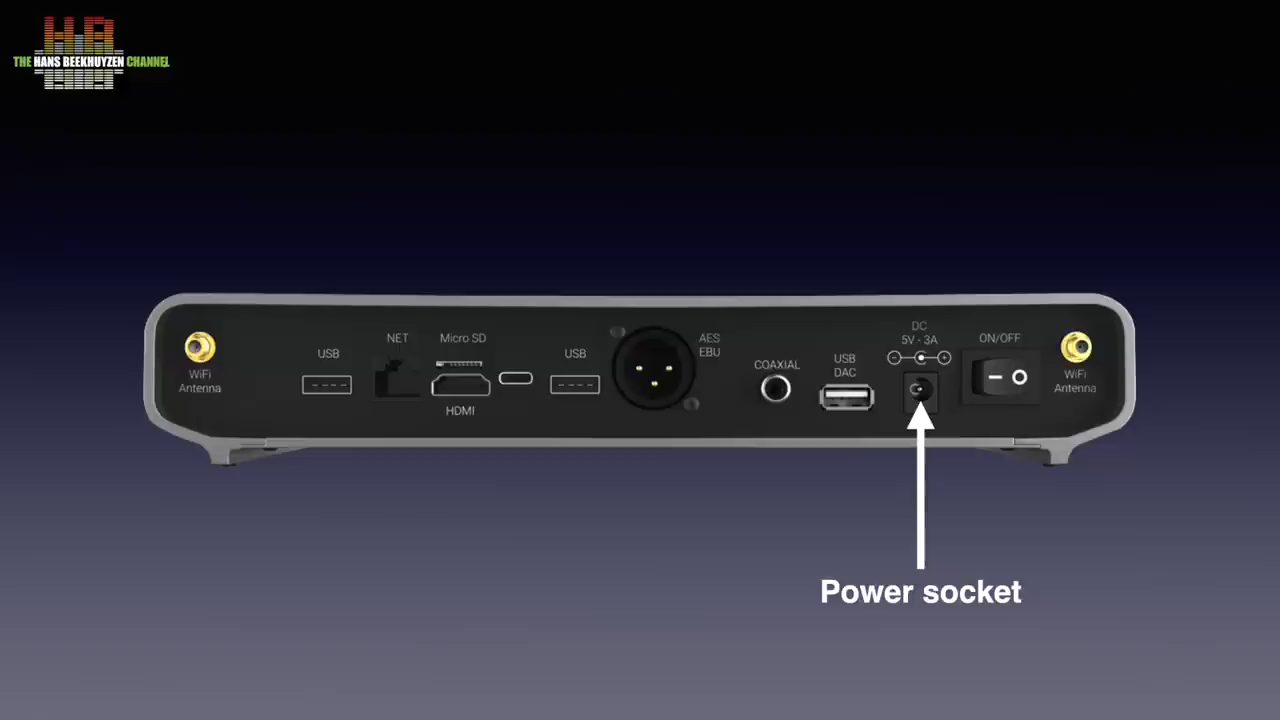 THE HANS BEEKHUYZEN CHANNEL
WiFi
Antenna
USB
NET
Micro SD
HDMI
USB
AES
EBU
COAXIAL
USB
DAC
DC
5V - 3A
ON/OFF
WiFi
Antenna
Power socket